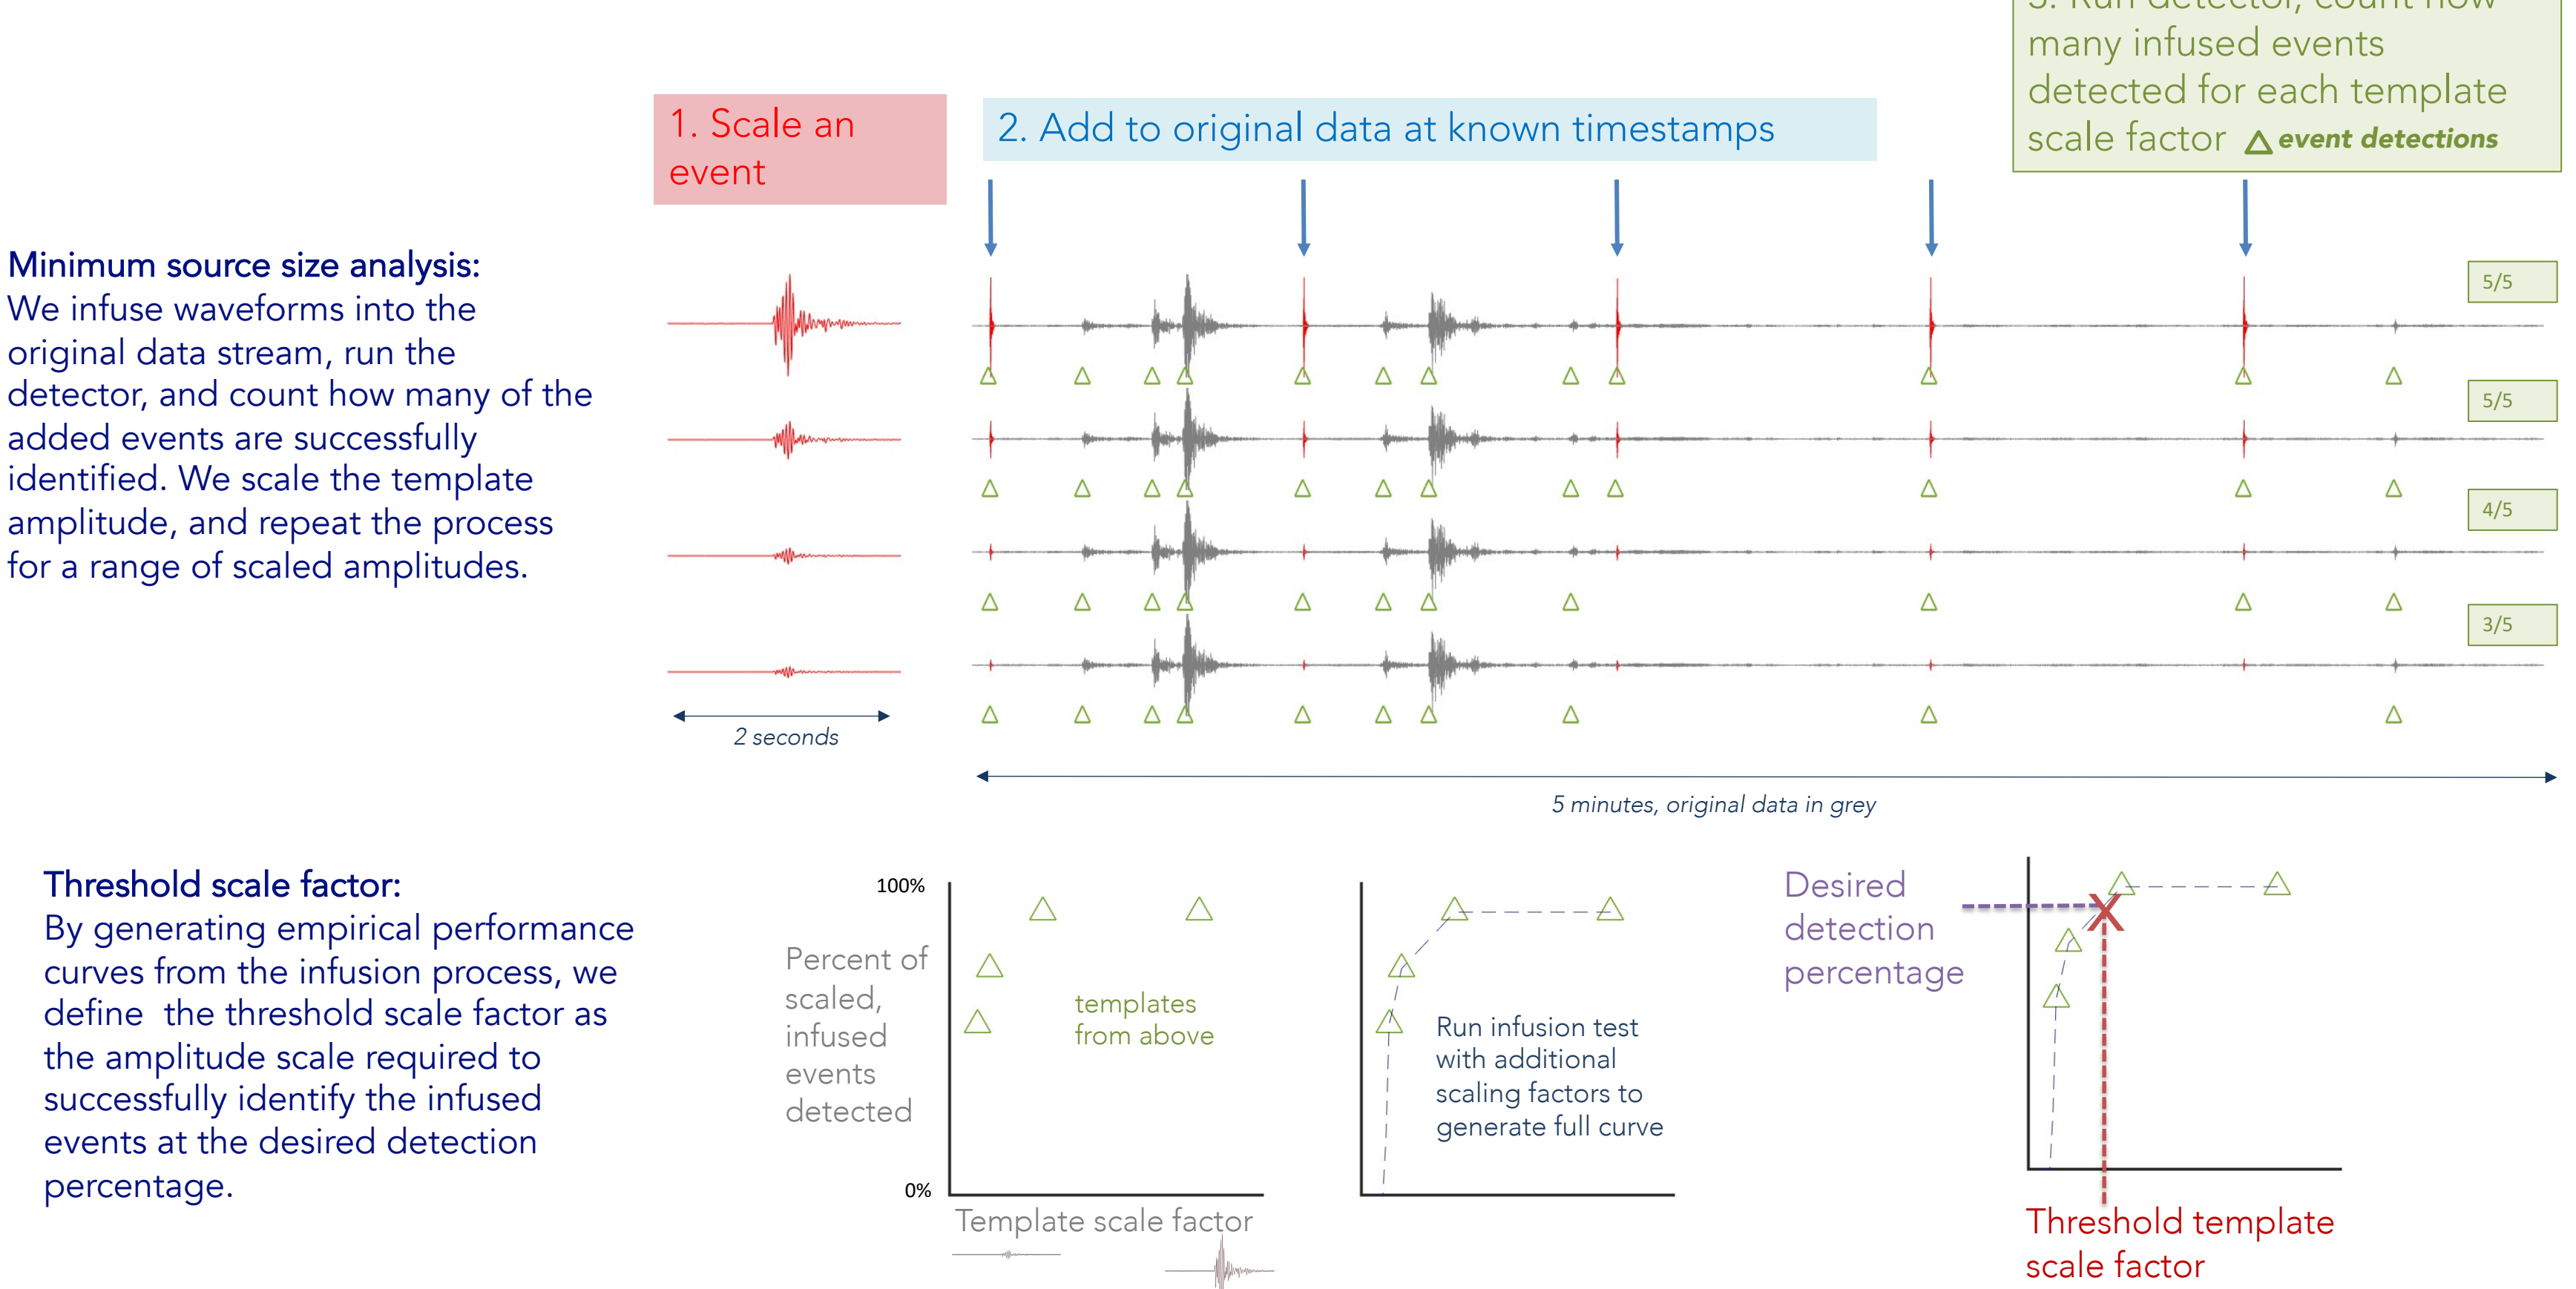 3. Run detector, count how
many infused events
detected for each template
scale factor △ event detections
1. Scale an
event
2. Add to original data at known timestamps
Minimum source size analysis:
We infuse waveforms into the
original data stream, run the
detector, and count how many of the
added events are successfully
identified. We scale the template
amplitude, and repeat the process
for a range of scaled amplitudes.
5/5
5/5
4/5
3/5
2 seconds
5 minutes, original data in grey
Threshold scale factor:
By generating empirical performance
curves from the infusion process, we
define  the threshold scale factor as
the amplitude scale required to
successfully identify the infused
events at the desired detection
percentage.
100%
Percent of
scaled,
infused
events
detected
0%
templates
from above
Template scale factor
Run infusion test
with additional
scaling factors to
generate full curve
Desired
detection
percentage
X
Threshold template
scale factor